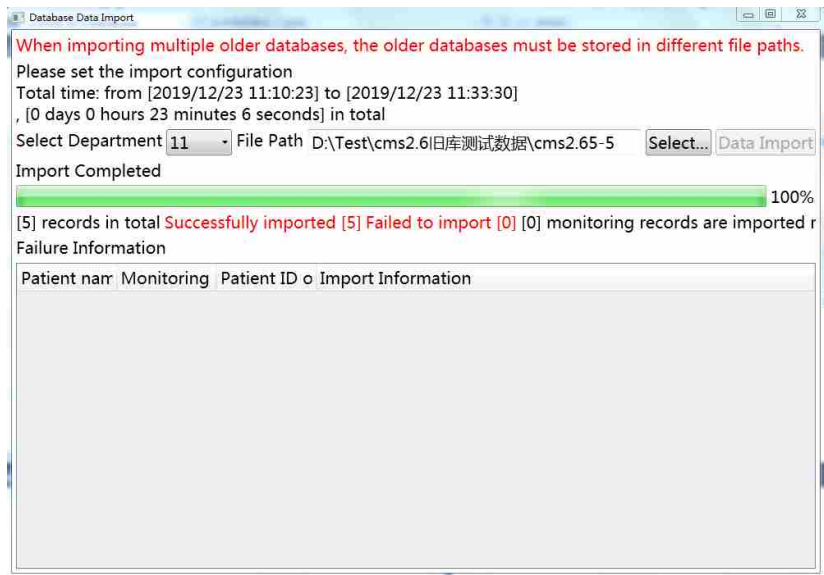 Database Data Import
When importing multiple older databases, the older databases must be stored in different file paths.
Please set the import configuration
Total time: from [2019/12/23 11:10:23] to [2019/12/23 11:33:30]
, [0 days 0 hours 23 minutes 6 seconds] in total
Select Department 11 File Path D:\Test\cms2.6旧库测试数据\cms2.65-5 Select... Data Import
Import Completed
100%
[5] records in total Successfully imported [5] Failed to import [0] [0] monitoring records are imported r
Failure Information
Patient nam Monitoring Patient ID o Import Information